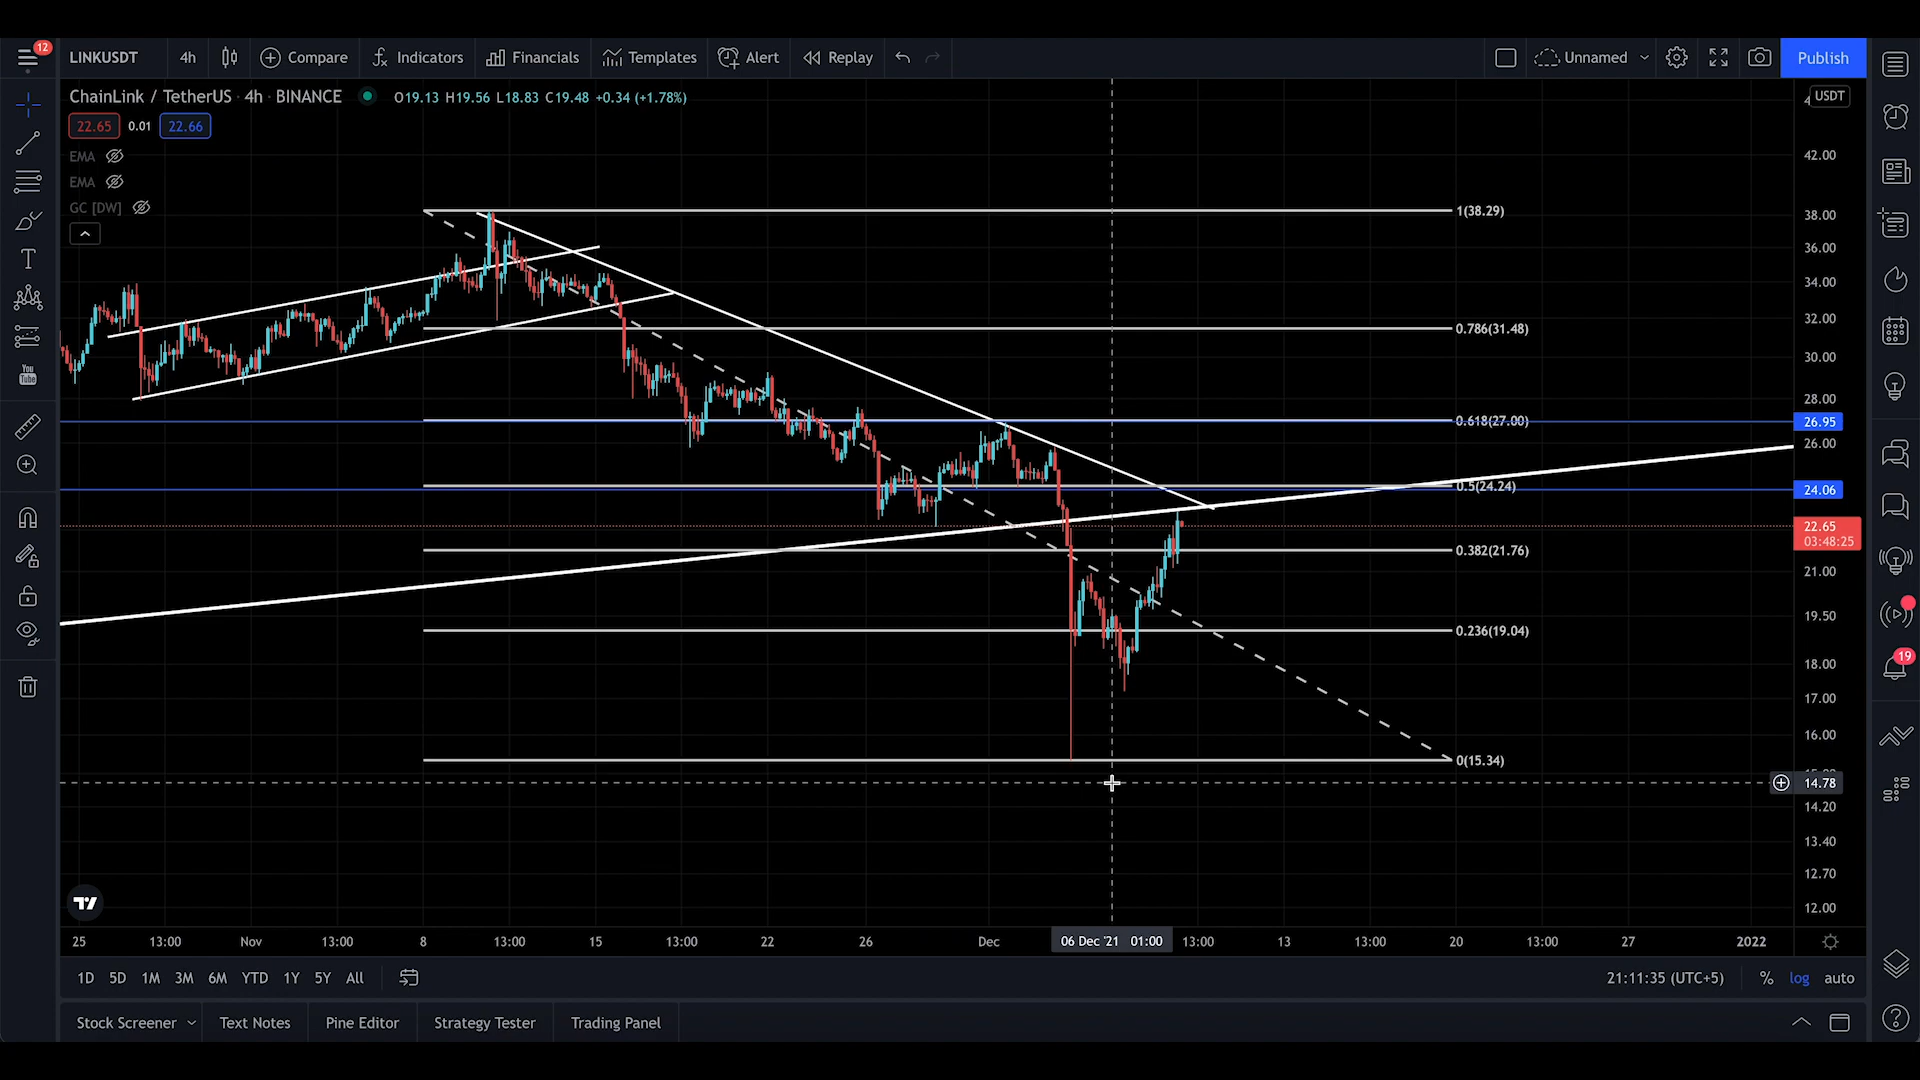 12
LINKUSDT 4h Compare Indicators Financials Templates Alert Replay Unnamed Publish
ChainLink / TetherUS · 4h · BINANCE O19.13 H19.56 L18.83 C19.48 +0.34 (+1.78%)
USDT
22.65 0.01 22.66
EMA
EMA
GC [DW]
T
You
Tube
42.00
38.00
36.00
34.00
32.00
30.00
28.00
26.95
26.00
24.06
22.65
03:48:25
21.00
19.50
18.00
17.00
16.00
14.78
14.20
13.40
12.70
12.00
1(38.29)
0.786(31.48)
0.618(27.00)
0.5(24.24)
0.382(21.76)
0.236(19.04)
0(15.34)
19
25 13:00 Nov 13:00 8 13:00 15 13:00 22 26 Dec 06 Dec '21 01:00 13:00 13 13:00 20 13:00 27 2022
1D 5D 1M 3M 6M YTD 1Y 5Y All 21:11:35 (UTC+5) % log auto
Stock Screener Text Notes Pine Editor Strategy Tester Trading Panel